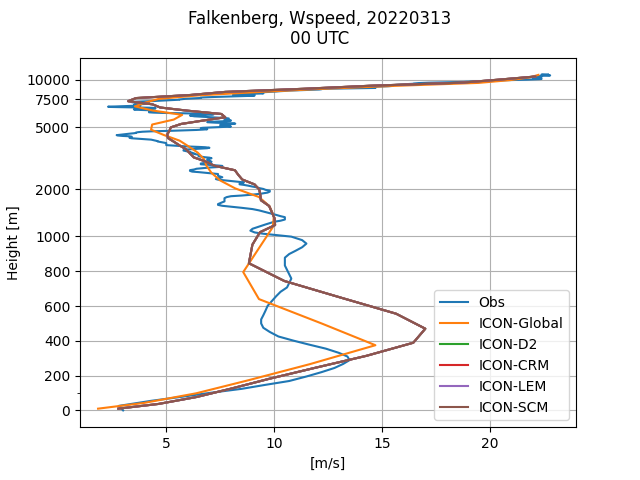 Falkenberg, Wspeed, 20220313
00 UTC
10000
7500
5000
2000
1000
800
600
400
200
0
Height [m]
5
10
15
20
[m/s]
Obs
ICON-Global
ICON-D2
ICON-CRM
ICON-LEM
ICON-SCM